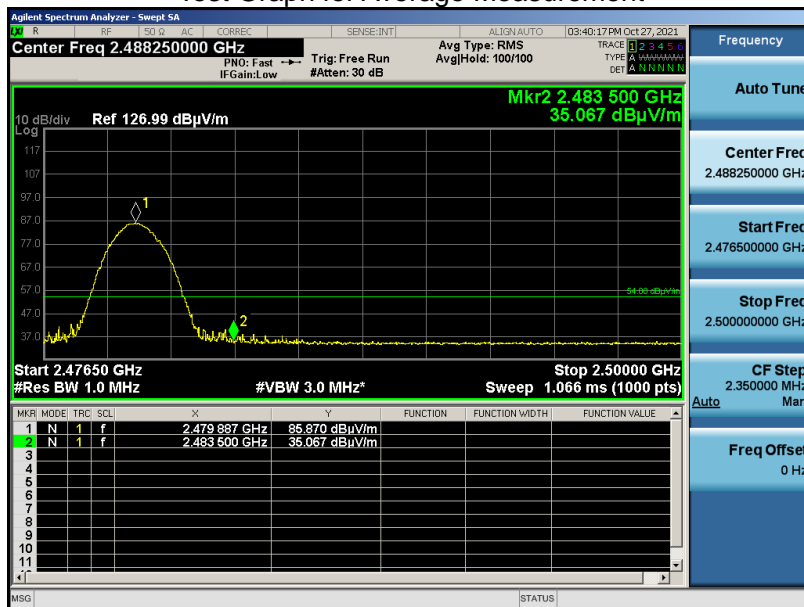 Test Graph for Average Measurement
Agilent Spectrum Analyzer - Swept SA
LXI R RF 50 Ω AC CORREC SENSE:INT ALIGN AUTO 03:40:17 PM Oct 27, 2021
Center Freq 2.488250000 GHz
PNO: Fast
IFGain:Low
Trig: Free Run
#Atten: 30 dB
Avg Type: RMS
Avg|Hold: 100/100
TRACE 1 2 3 4 5 6
TYPE A WWWWW
DET A N N N N N
Mkr2 2.483 500 GHz
35.067 dBµV/m
10 dB/div Ref 126.99 dBµV/m
Log
117
107
97.0
87.0
77.0
67.0
57.0
47.0
37.0
1
2
54.00 dBµV/m
Start 2.47650 GHz Stop 2.50000 GHz
#Res BW 1.0 MHz #VBW 3.0 MHz* Sweep 1.066 ms (1000 pts)
MKR MODE TRC SCL X Y FUNCTION FUNCTION WIDTH FUNCTION VALUE
1 N 1 f 2.479 887 GHz 85.870 dBµV/m
2 N 1 f 2.483 500 GHz 35.067 dBµV/m
3
4
5
6
7
8
9
10
11
MSG STATUS
Frequency
Auto Tune
Center Freq
2.488250000 GHz
Start Freq
2.476500000 GHz
Stop Freq
2.500000000 GHz
CF Step
2.350000 MHz
Auto Man
Freq Offset
0 Hz